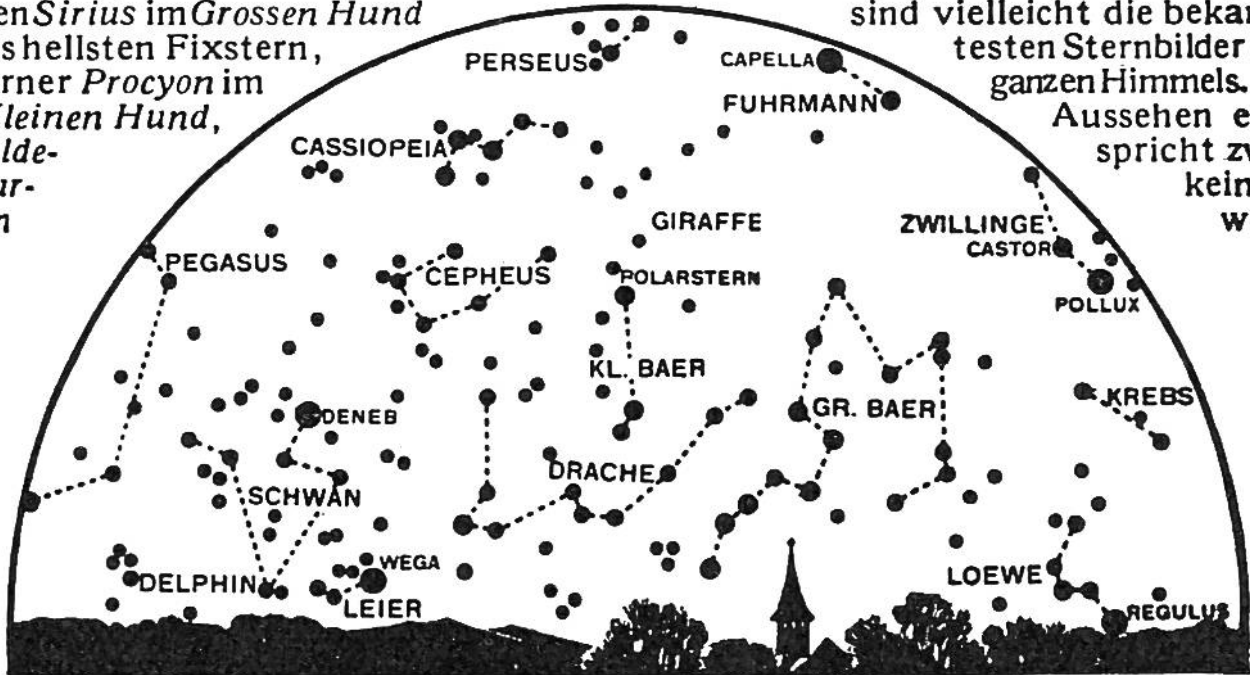 en Sirius im Grossen Hund
s hellsten Fixstern,
rner Procyon im
leinen Hund,
lde-
ur-
n
sind vielleicht die bekan
testen Sternbilder
ganzen Himmels.
Aussehen e
spricht zw
kein
w
PERSEUS
CAPELLA
FUHRMANN
CASSIOPEIA
GIRAFFE
ZWILLINGE
CASTOR
PEGASUS
CEPHEUS
POLARSTERN
POLLUX
KL. BAER
KREBS
DENEB
GR. BAER
DRACHE
SCHWAN
WEGA
DELPHIN
LOEWE
LEIER
REGULUS